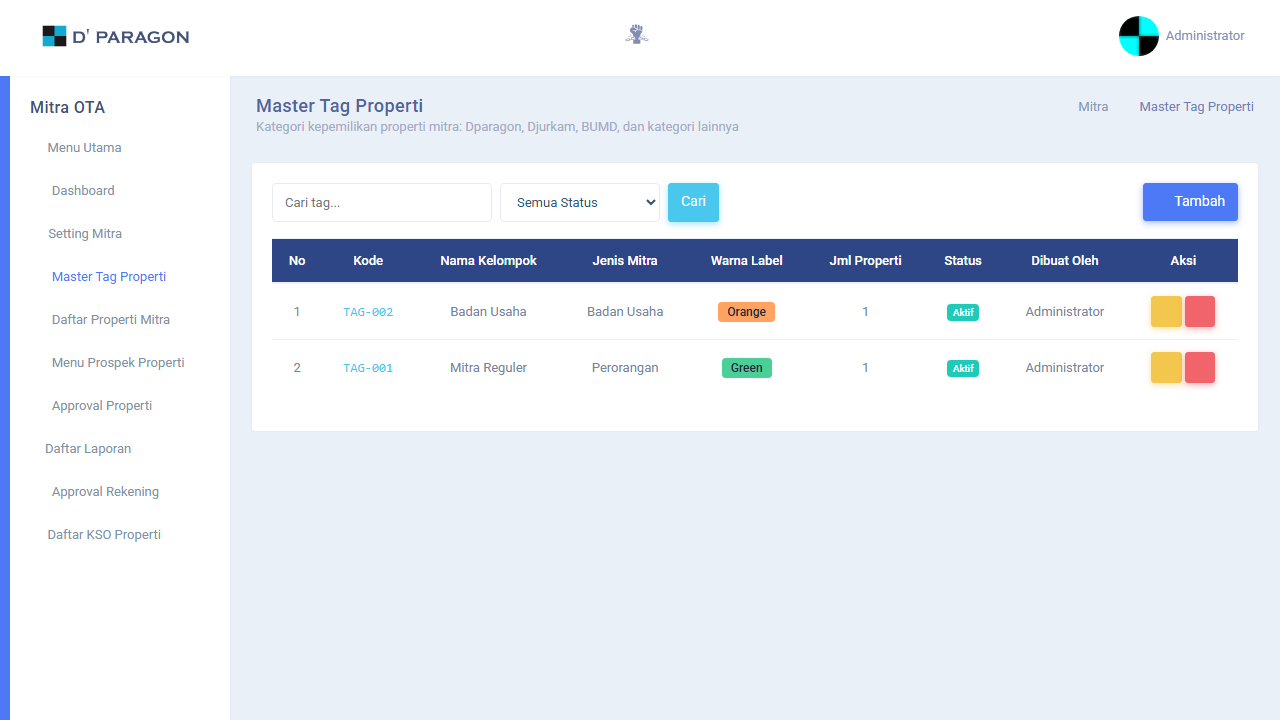 D' PARAGON
Administrator
Mitra OTA
Menu Utama
Dashboard
Setting Mitra
Master Tag Properti
Daftar Properti Mitra
Menu Prospek Properti
Approval Properti
Daftar Laporan
Approval Rekening
Daftar KSO Properti
Master Tag Properti
Mitra Master Tag Properti
Kategori kepemilikan properti mitra: Dparagon, Djurkam, BUMD, dan kategori lainnya
Cari tag... Semua Status Cari Tambah
No Kode Nama Kelompok Jenis Mitra Warna Label Jml Properti Status Dibuat Oleh Aksi
1 TAG-002 Badan Usaha Badan Usaha Orange 1 Aktif Administrator
2 TAG-001 Mitra Reguler Perorangan Green 1 Aktif Administrator